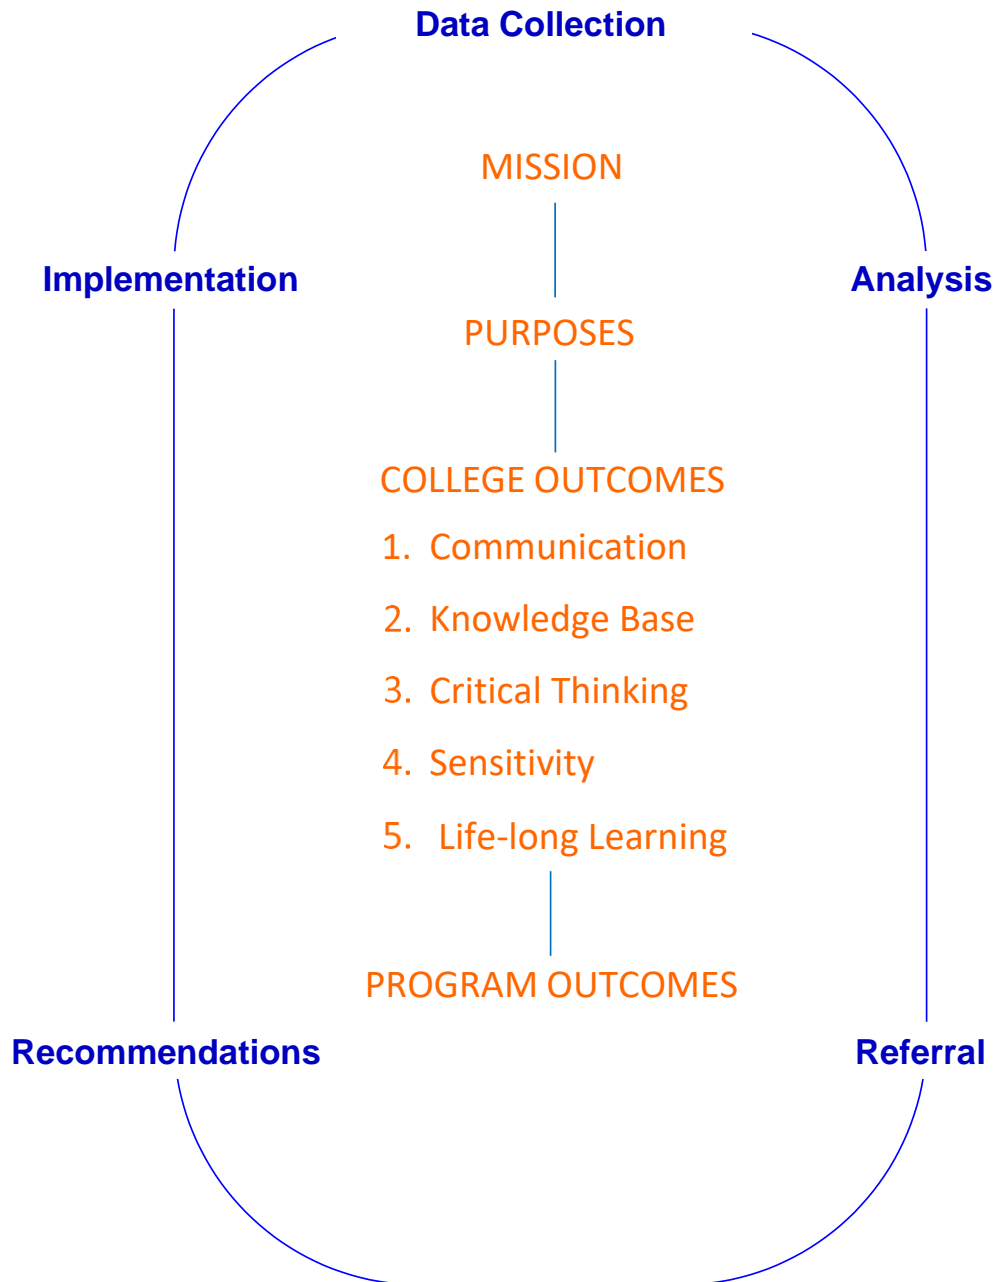 Data Collection
MISSION
Implementation
Analysis
PURPOSES
COLLEGE OUTCOMES
1. Communication
2. Knowledge Base
3. Critical Thinking
4. Sensitivity
5. Life-long Learning
PROGRAM OUTCOMES
Recommendations
Referral